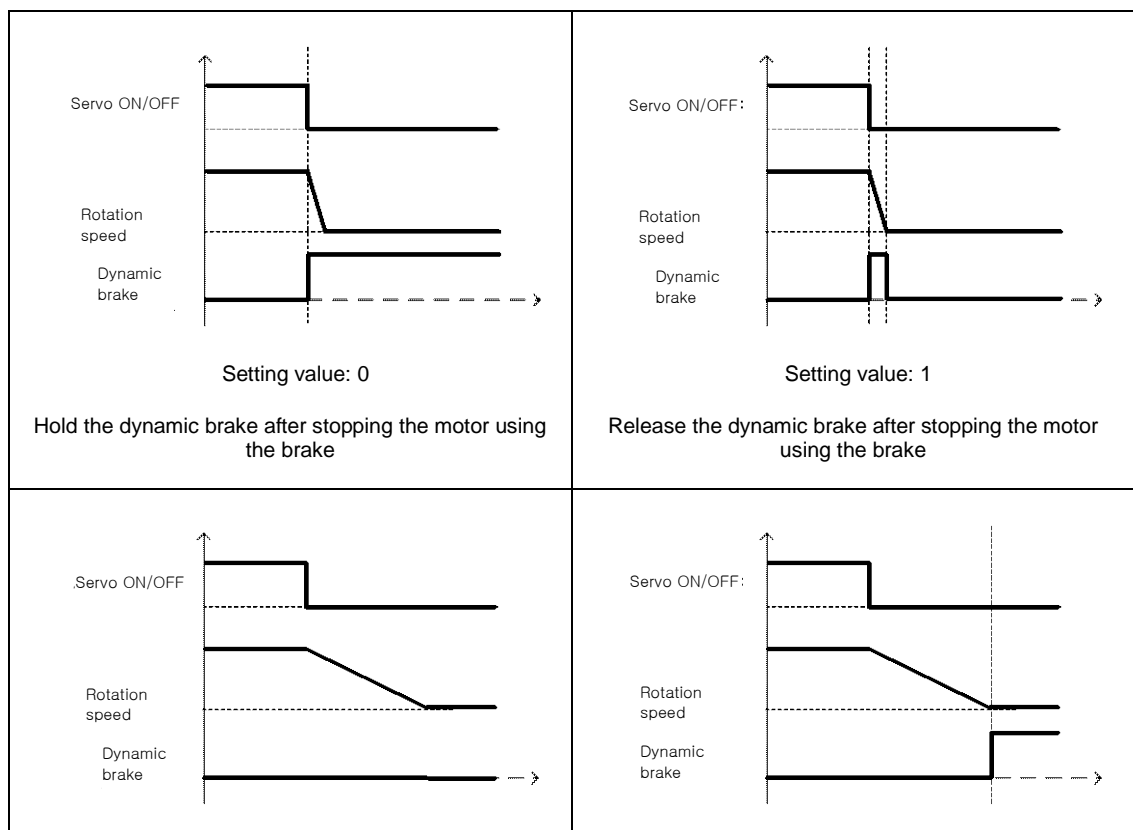 Servo ON/OFF
Rotation
speed
Dynamic
brake
Setting value: 0
Hold the dynamic brake after stopping the motor using
the brake
Servo ON/OFF:
Rotation
speed
Dynamic
brake
Setting value: 1
Release the dynamic brake after stopping the motor
using the brake
Servo ON/OFF
Rotation
speed
Dynamic
brake
Servo ON/OFF:
Rotation
speed
Dynamic
brake